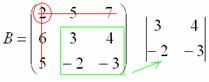 B = ( 2 5 7 | 3 4 |
6 3 4 | -2 -3 |
5 -2 -3 )